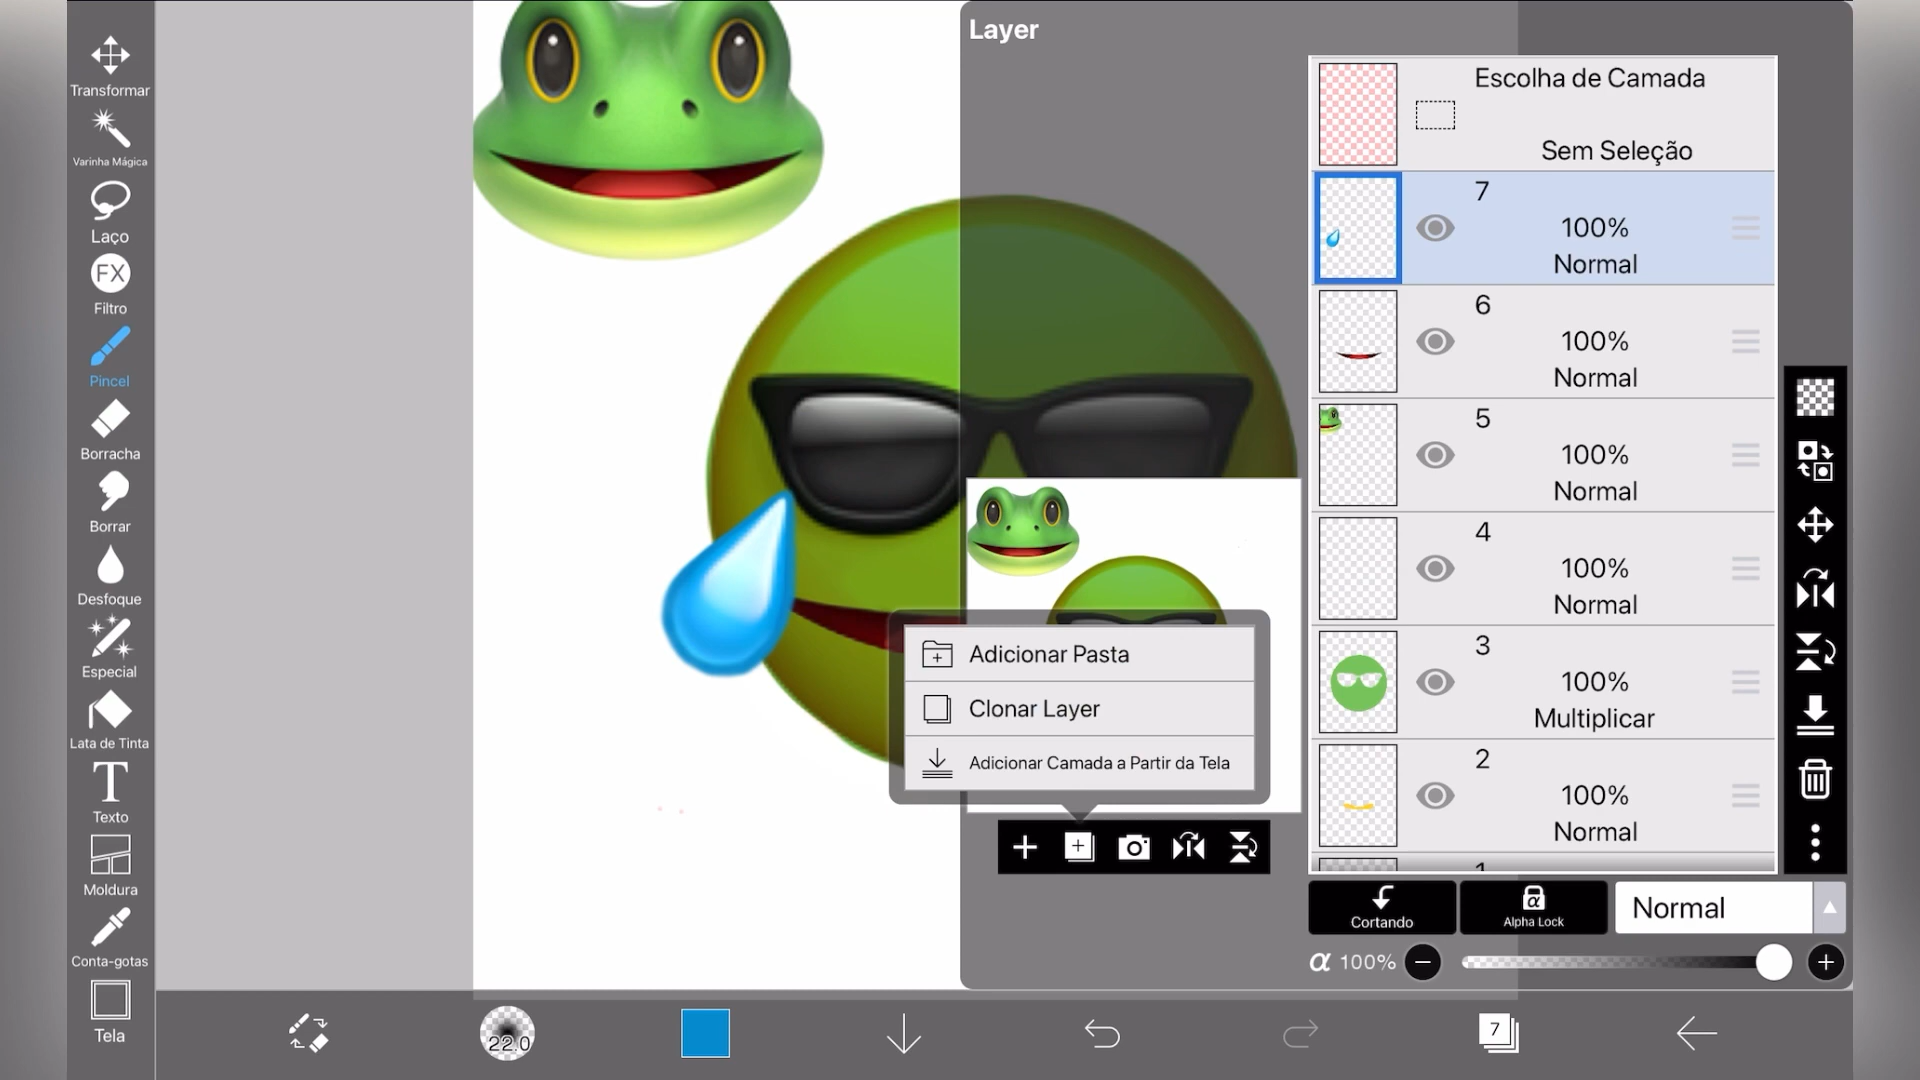 Transformar
Varinha Mágica
Laço
FX
Filtro
Pincel
Borracha
Borrar
Desfoque
Especial
Lata de Tinta
T
Texto
Moldura
Conta-gotas
Tela
Layer
Escolha de Camada
Sem Seleção
7
100%
Normal
6
100%
Normal
5
100%
Normal
4
100%
Normal
3
100%
Multiplicar
2
100%
Normal
Adicionar Pasta
Clonar Layer
Adicionar Camada a Partir da Tela
Cortando
α
Alpha Lock
Normal
α 100%
22.0
7